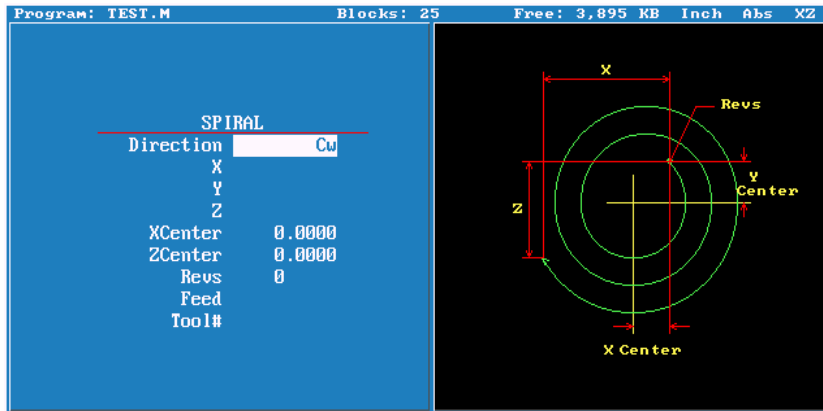 Program: TEST.M Blocks: 25 Free: 3,895 KB Inch Abs XZ
SPIRAL
Direction Cw
X
Y
Z
XCenter 0.0000
ZCenter 0.0000
Revs 0
Feed
Tool#
X
Revs
Y
Center
Z
X Center